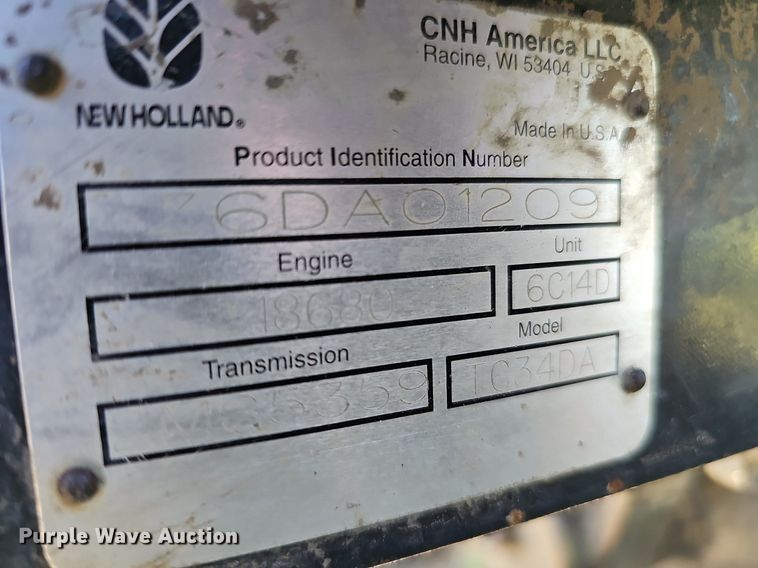 CNH America LLC
Racine, WI 53404 U.S.
NEW HOLLAND®
Made In U.S.A
Product Identification Number
Z6DA01209
Engine
Unit
18680
6C14D
Transmission
Model
TC34DA
Purple Wave Auction